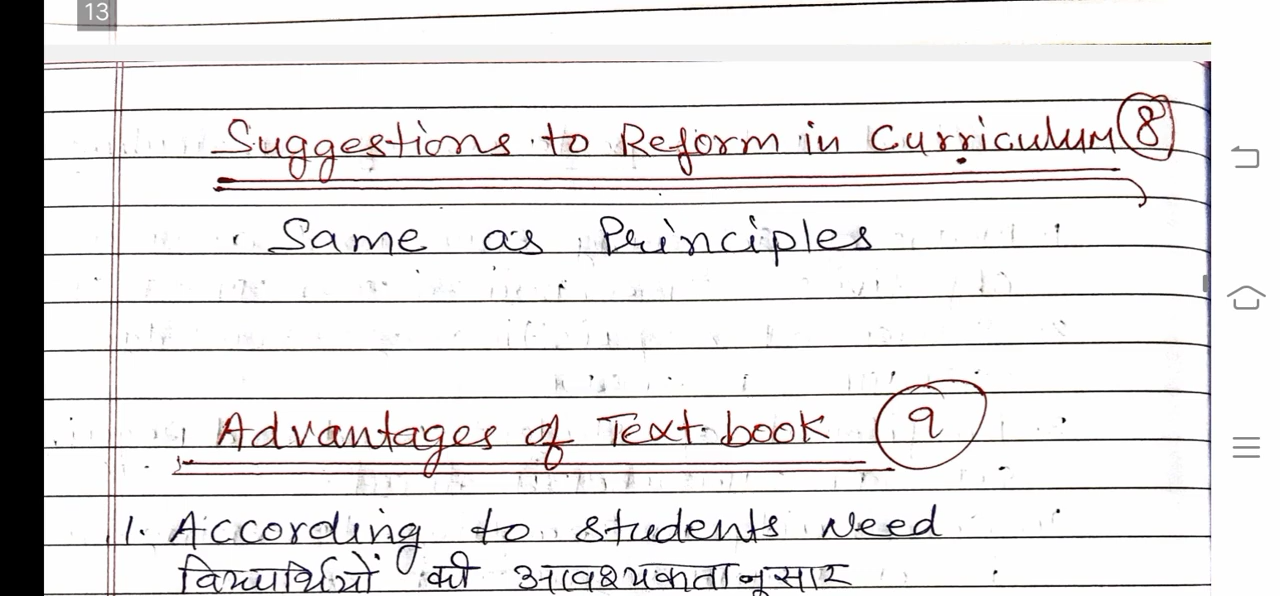 13
Suggestions to Reform in Curriculum 8
Same as Principles
Advantages of Text book 9
1. According to students Need
विद्यार्थियों की आवश्यकतानुसार